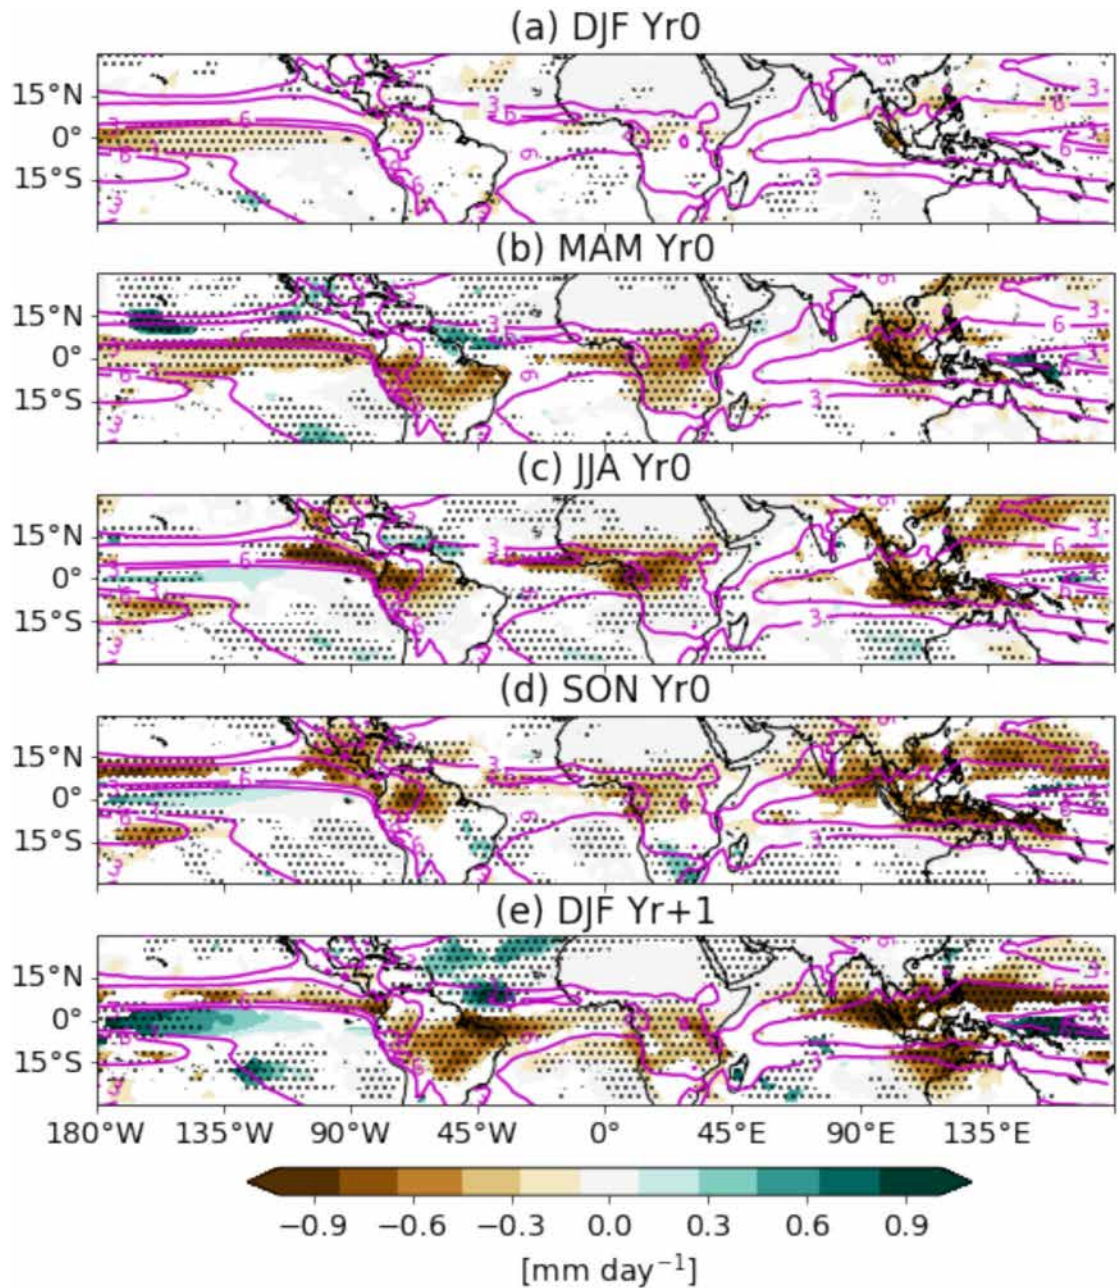 (a) DJF Yr0
15°N
0°
15°S
(b) MAM Yr0
15°N
0°
15°S
(c) JJA Yr0
15°N
0°
15°S
(d) SON Yr0
15°N
0°
15°S
(e) DJF Yr+1
15°N
0°
15°S
180°W 135°W 90°W 45°W 0° 45°E 90°E 135°E
−0.9 −0.6 −0.3 0.0 0.3 0.6 0.9
[mm day⁻¹]